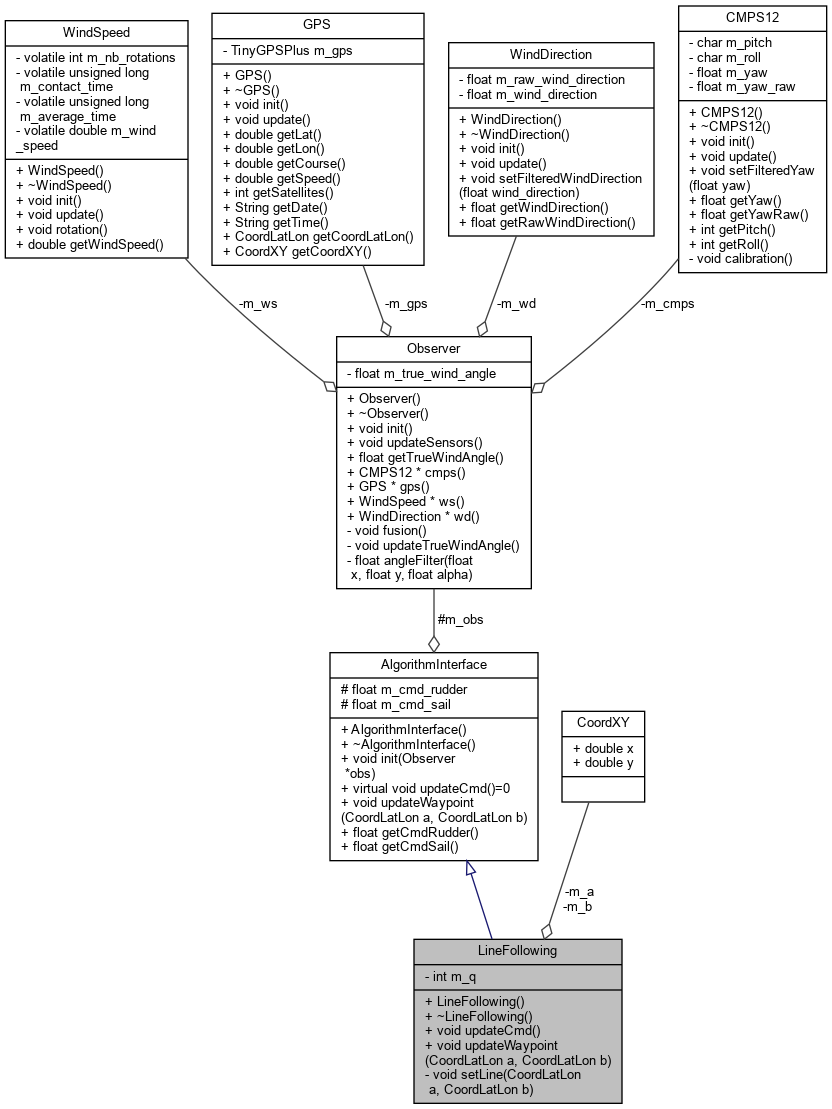 WindSpeed
- volatile int m_nb_rotations
- volatile unsigned long
m_contact_time
- volatile unsigned long
m_average_time
- volatile double m_wind
_speed
+ WindSpeed()
+ ~WindSpeed()
+ void init()
+ void update()
+ void rotation()
+ double getWindSpeed()
GPS
- TinyGPSPlus m_gps
+ GPS()
+ ~GPS()
+ void init()
+ void update()
+ double getLat()
+ double getLon()
+ double getCourse()
+ double getSpeed()
+ int getSatellites()
+ String getDate()
+ String getTime()
+ CoordLatLon getCoordLatLon()
+ CoordXY getCoordXY()
WindDirection
- float m_raw_wind_direction
- float m_wind_direction
+ WindDirection()
+ ~WindDirection()
+ void init()
+ void update()
+ void setFilteredWindDirection
(float wind_direction)
+ float getWindDirection()
+ float getRawWindDirection()
CMPS12
- char m_pitch
- char m_roll
- float m_yaw
- float m_yaw_raw
+ CMPS12()
+ ~CMPS12()
+ void init()
+ void update()
+ void setFilteredYaw
(float yaw)
+ float getYaw()
+ float getYawRaw()
+ int getPitch()
+ int getRoll()
- void calibration()
-m_ws
-m_gps
-m_wd
-m_cmps
Observer
- float m_true_wind_angle
+ Observer()
+ ~Observer()
+ void init()
+ void updateSensors()
+ float getTrueWindAngle()
+ CMPS12 * cmps()
+ GPS * gps()
+ WindSpeed * ws()
+ WindDirection * wd()
- void fusion()
- void updateTrueWindAngle()
- float angleFilter(float
x, float y, float alpha)
#m_obs
AlgorithmInterface
# float m_cmd_rudder
# float m_cmd_sail
+ AlgorithmInterface()
+ ~AlgorithmInterface()
+ void init(Observer
*obs)
+ virtual void updateCmd()=0
+ void updateWaypoint
(CoordLatLon a, CoordLatLon b)
+ float getCmdRudder()
+ float getCmdSail()
CoordXY
+ double x
+ double y
-m_a
-m_b
LineFollowing
- int m_q
+ LineFollowing()
+ ~LineFollowing()
+ void updateCmd()
+ void updateWaypoint
(CoordLatLon a, CoordLatLon b)
- void setLine(CoordLatLon
a, CoordLatLon b)